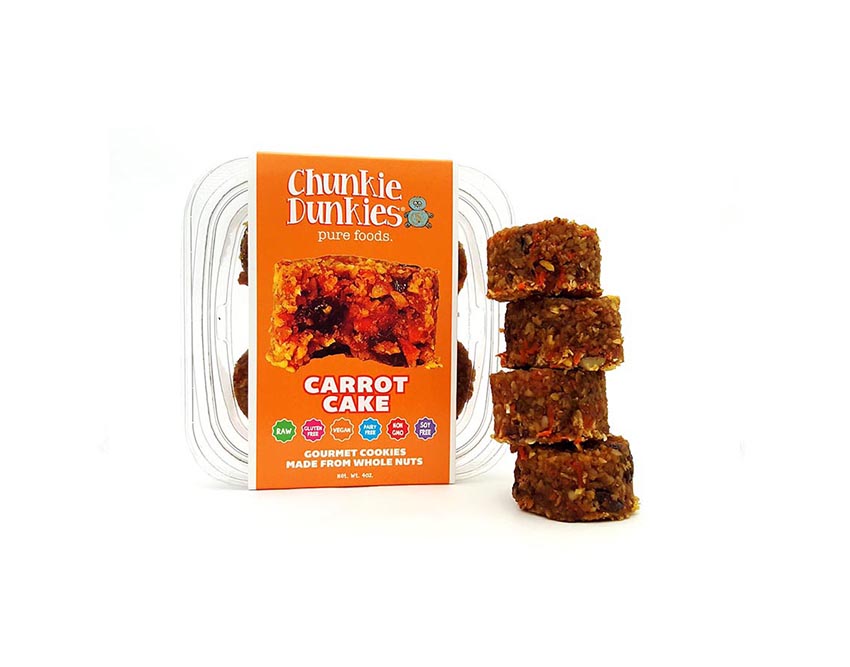 Chunkie
Dunkies®
pure foods.
CARROT
CAKE
RAW
GLUTEN
FREE
VEGAN
DAIRY
FREE
NON
GMO
SOY
FREE
GOURMET COOKIES
MADE FROM WHOLE NUTS
NET. WT. 9OZ.